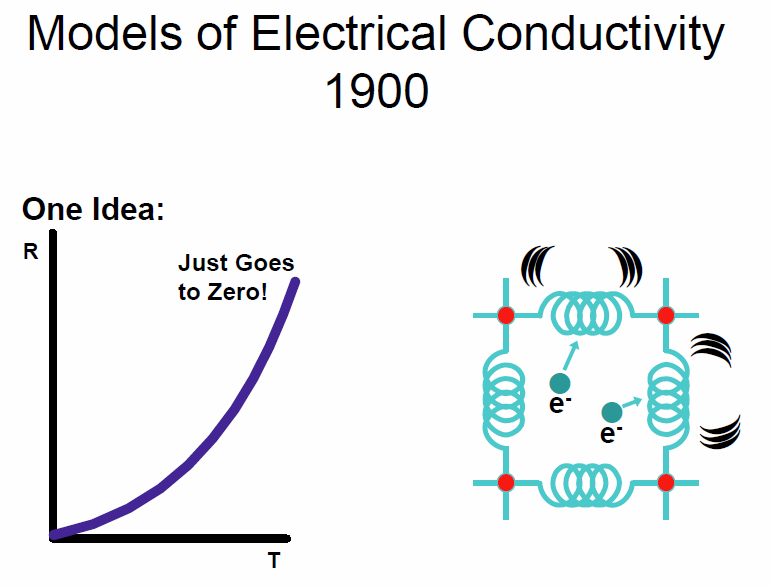 Models of Electrical Conductivity
1900
One Idea:
R
Just Goes
to Zero!
T
e-
e-